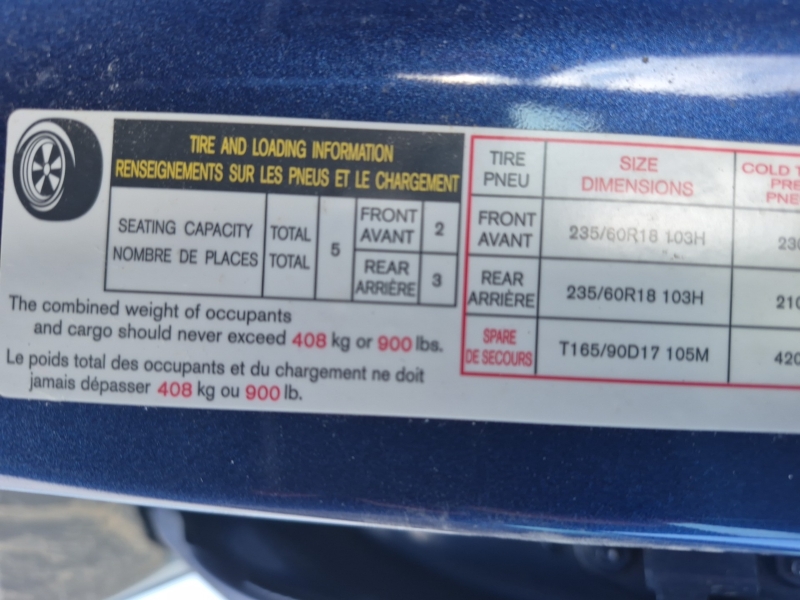 TIRE AND LOADING INFORMATION
RENSEIGNEMENTS SUR LES PNEUS ET LE CHARGEMENT
SEATING CAPACITY
NOMBRE DE PLACES
TOTAL
TOTAL
5
FRONT
AVANT
2
REAR
ARRIÈRE
3
The combined weight of occupants
and cargo should never exceed 408 kg or 900 lbs.
Le poids total des occupants et du chargement ne doit
jamais dépasser 408 kg ou 900 lb.
TIRE
PNEU
SIZE
DIMENSIONS
COLD
FRONT
AVANT
235/60R18 103H
REAR
ARRIÈRE
235/60R18 103H
210
SPARE
DE SECOURS
T165/90D17 105M
420